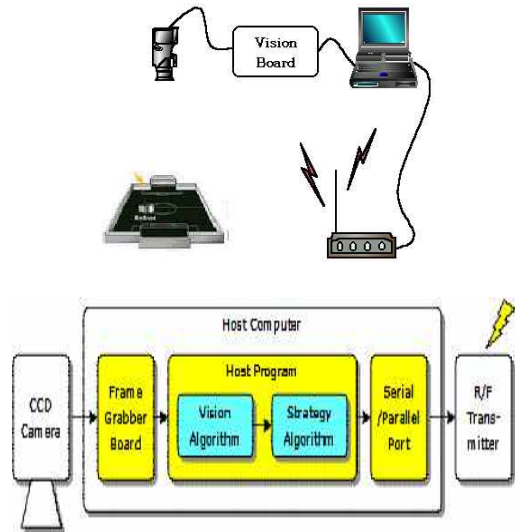 Vision
Board
Host Computer
Host Program
CCD
Camera
Frame
Grabber
Board
Vision
Algorithm
Strategy
Algorithm
Serial
/Parallel
Port
R/F
Trans-
mitter